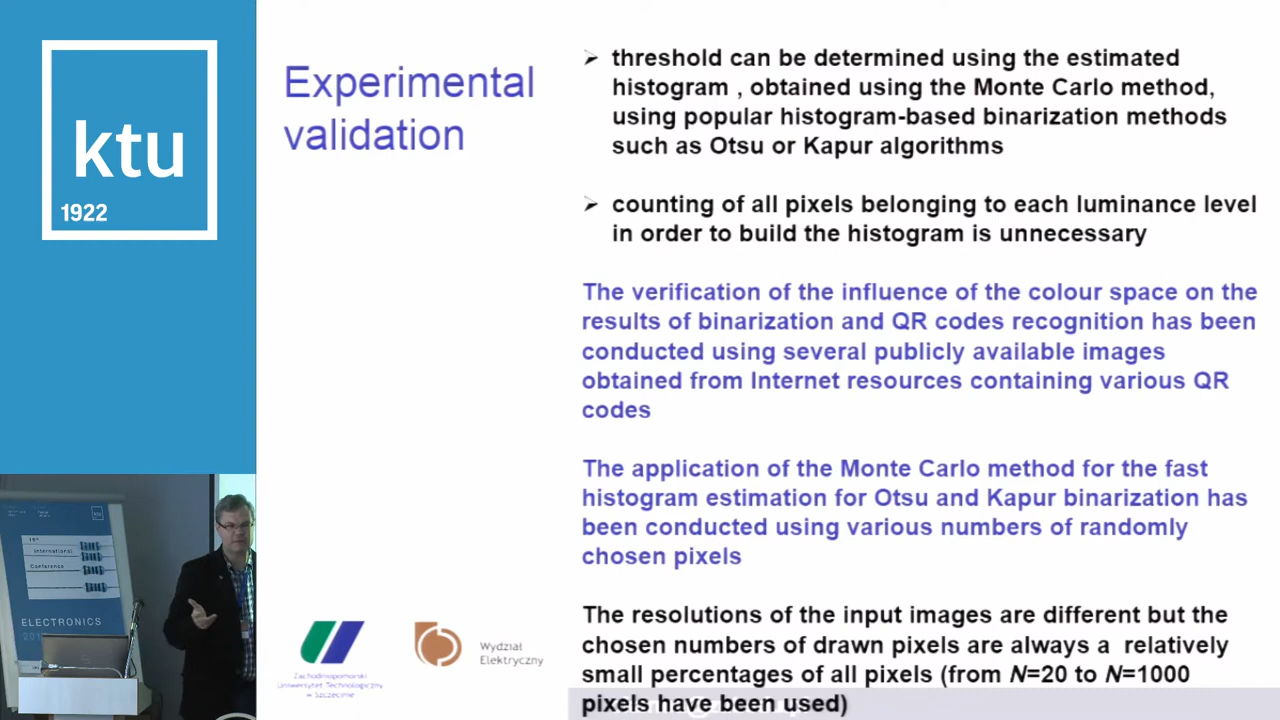 ktu
1922
Experimental
validation
threshold can be determined using the estimated
histogram , obtained using the Monte Carlo method,
using popular histogram-based binarization methods
such as Otsu or Kapur algorithms
counting of all pixels belonging to each luminance level
in order to build the histogram is unnecessary
The verification of the influence of the colour space on the
results of binarization and QR codes recognition has been
conducted using several publicly available images
obtained from Internet resources containing various QR
codes
The application of the Monte Carlo method for the fast
histogram estimation for Otsu and Kapur binarization has
been conducted using various numbers of randomly
chosen pixels
The resolutions of the input images are different but the
chosen numbers of drawn pixels are always a relatively
small percentages of all pixels (from N=20 to N=1000
pixels have been used)
Zachodniopomorski
Uniwersytet Technologiczny
w Szczecinie
Wydział
Elektryczny
19th
International
Conference
ELECTRONICS